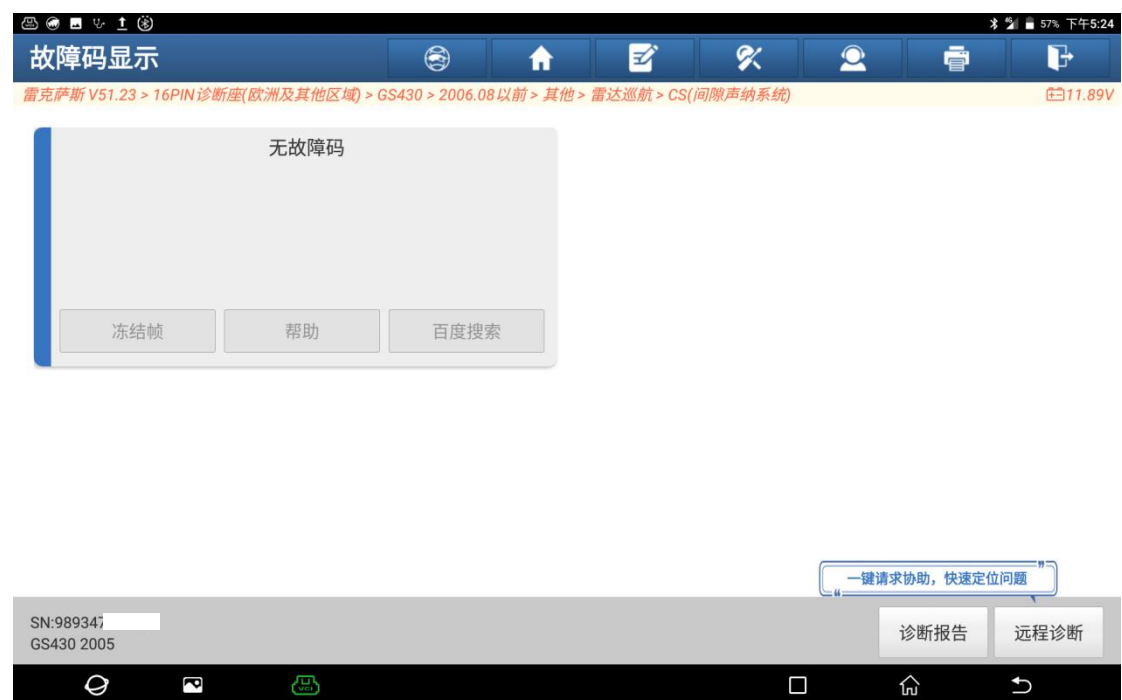 57% 下午5:24
故障码显示
雷克萨斯 V51.23 > 16PIN诊断座(欧洲及其他区域) > GS430 > 2006.08以前 > 其他 > 雷达巡航 > CS(间隙声纳系统)
11.89V
无故障码
冻结帧
帮助
百度搜索
一键请求协助，快速定位问题
SN:989347
GS430 2005
诊断报告
远程诊断
VCI